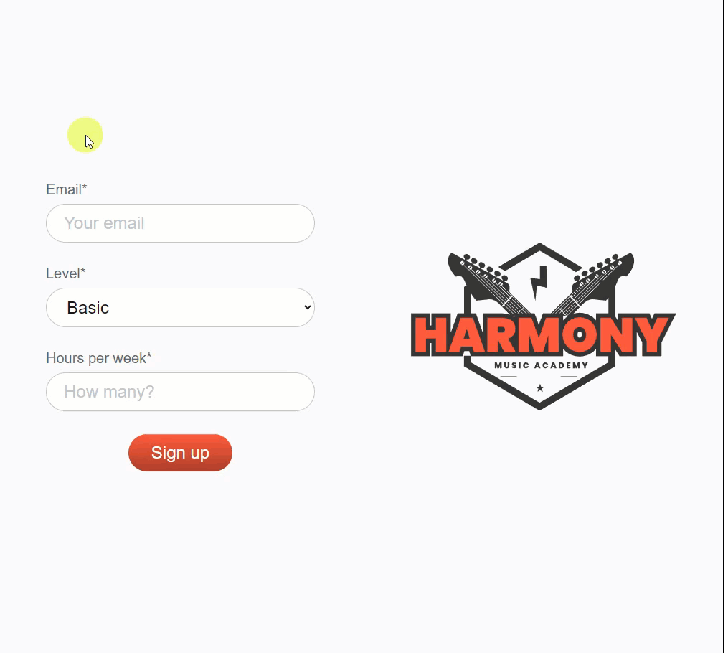 Email*
Your email
Level*
Basic
Hours per week*
How many?
Sign up
HARMONY
MUSIC ACADEMY